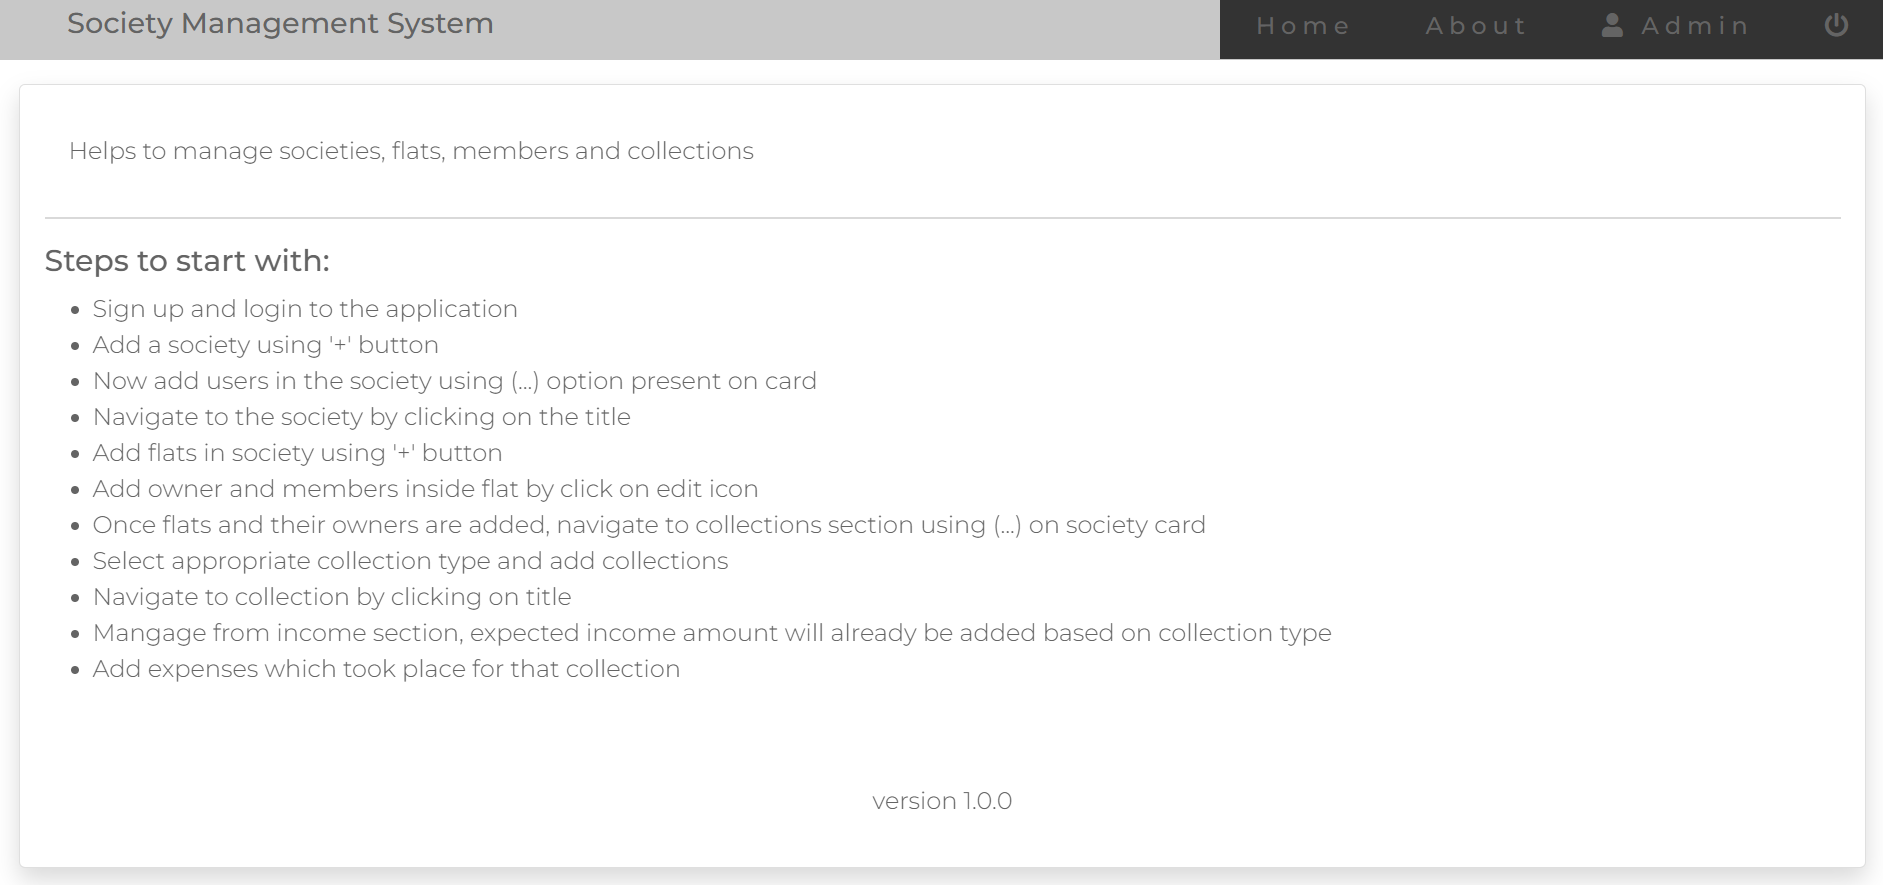 Society Management System
Home About Admin
Helps to manage societies, flats, members and collections
Steps to start with:
Sign up and login to the application
Add a society using '+' button
Now add users in the society using (...) option present on card
Navigate to the society by clicking on the title
Add flats in society using '+' button
Add owner and members inside flat by click on edit icon
Once flats and their owners are added, navigate to collections section using (...) on society card
Select appropriate collection type and add collections
Navigate to collection by clicking on title
Mangage from income section, expected income amount will already be added based on collection type
Add expenses which took place for that collection
version 1.0.0